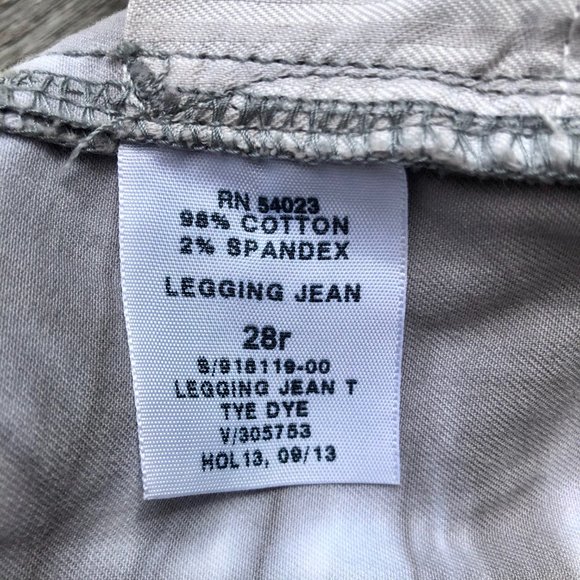 RN 54023
98% COTTON
2% SPANDEX
LEGGING JEAN
28r
S/918119-00
LEGGING JEAN T
TYE DYE
V/305753
HOL13, 09/13